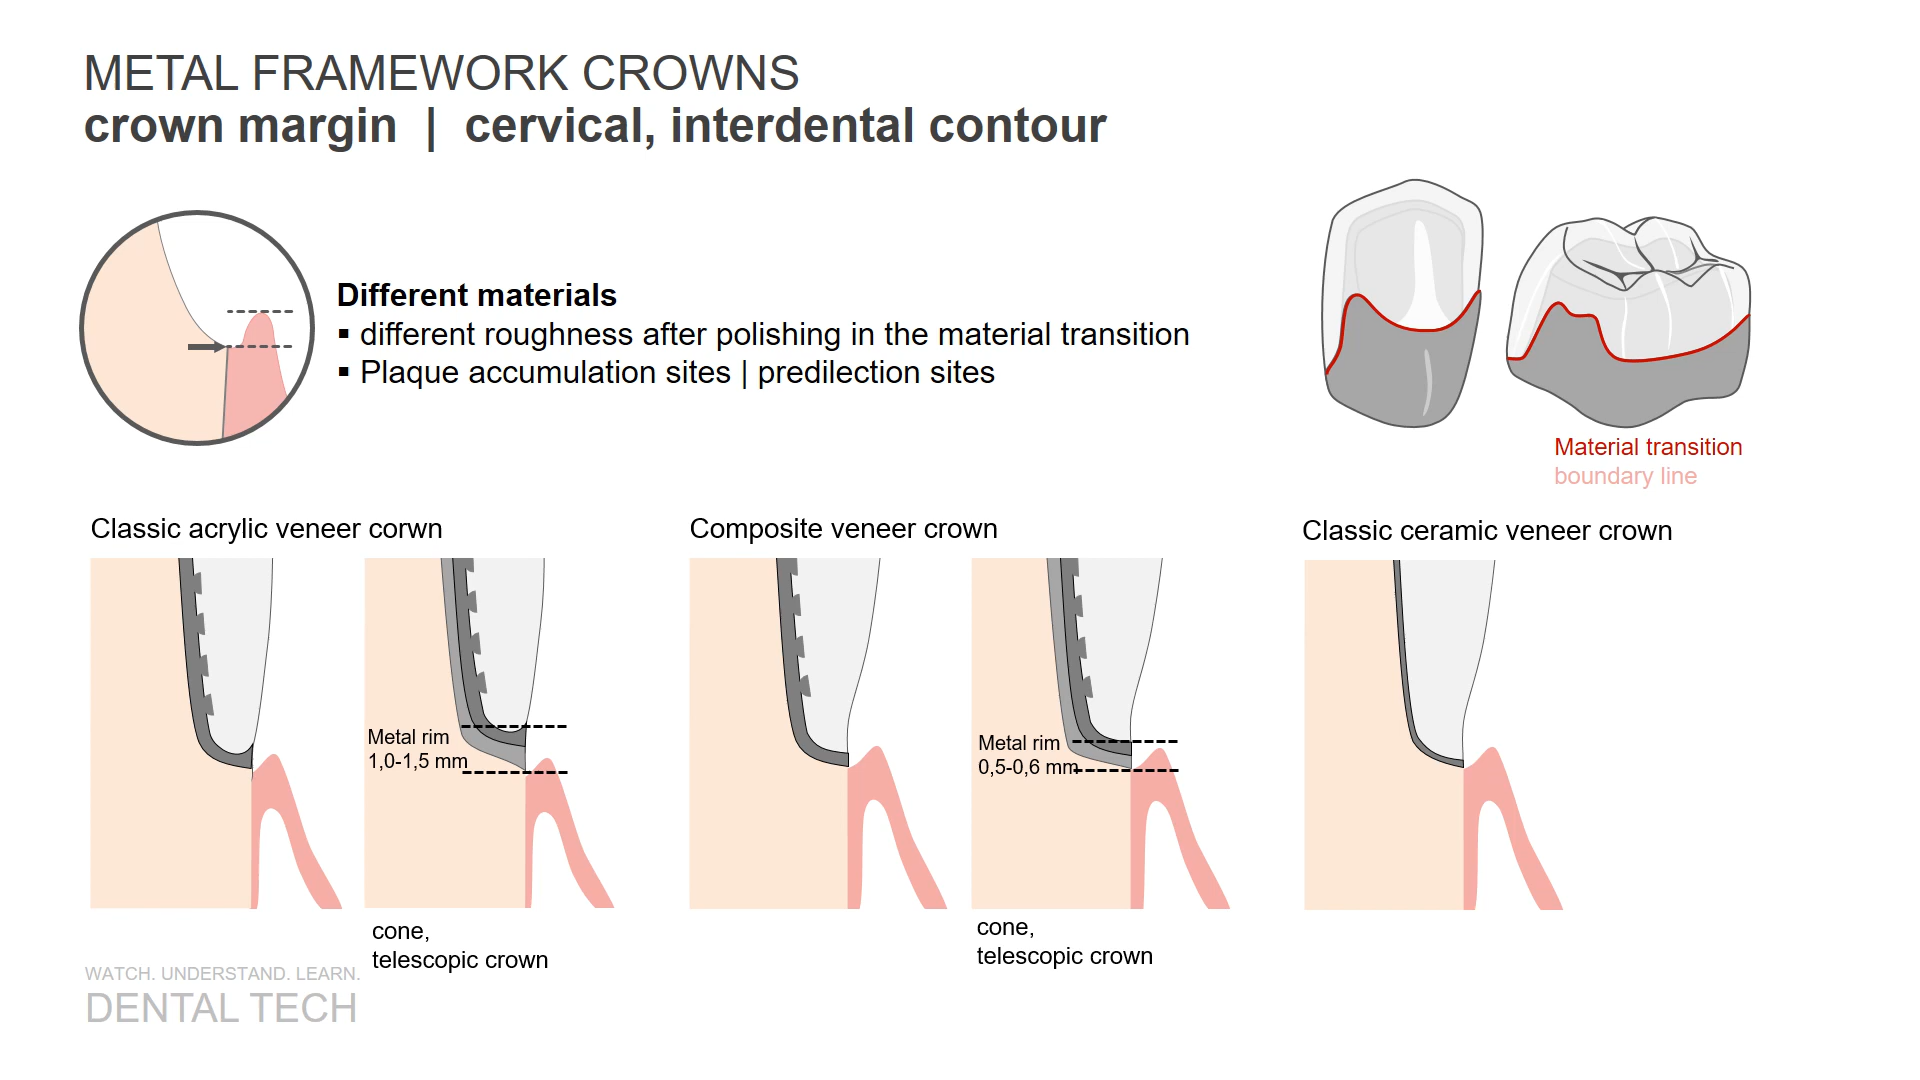 METAL FRAMEWORK CROWNS
crown margin | cervical, interdental contour
Different materials
▪ different roughness after polishing in the material transition
▪ Plaque accumulation sites | predilection sites
Material transition
boundary line
Classic acrylic veneer corwn
Composite veneer crown
Classic ceramic veneer crown
Metal rim
1,0-1,5 mm
Metal rim
0,5-0,6 mm
cone,
telescopic crown
cone,
telescopic crown
WATCH. UNDERSTAND. LEARN.
DENTAL TECH